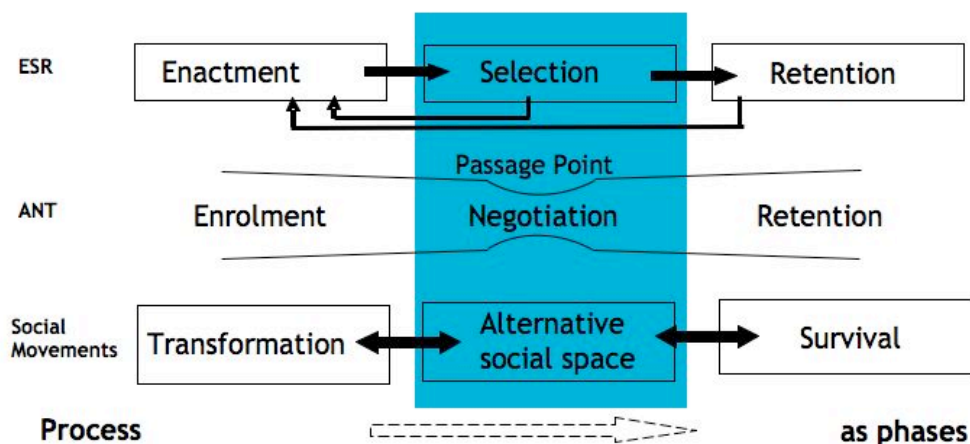 ESR
Enactment
Selection
Retention
Passage Point
ANT
Enrolment
Negotiation
Retention
Social
Movements
Transformation
Alternative
social space
Survival
Process
as phases